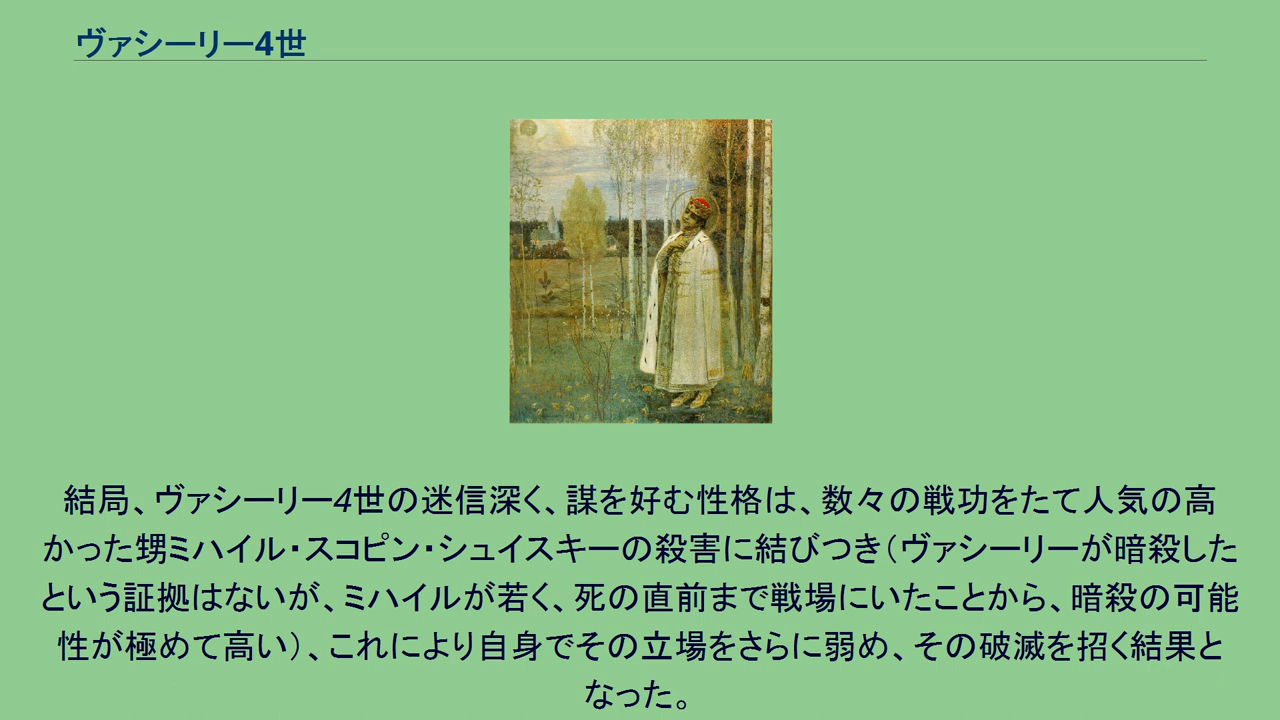 ヴァシーリー4世
結局、ヴァシーリー4世の迷信深く、謀を好む性格は、数々の戦功をたて人気の高
かった甥ミハイル・スコピン・シュイスキーの殺害に結びつき（ヴァシーリーが暗殺した
という証拠はないが、ミハイルが若く、死の直前まで戦場にいたことから、暗殺の可能
性が極めて高い）、これにより自身でその立場をさらに弱め、その破滅を招く結果と
なった。